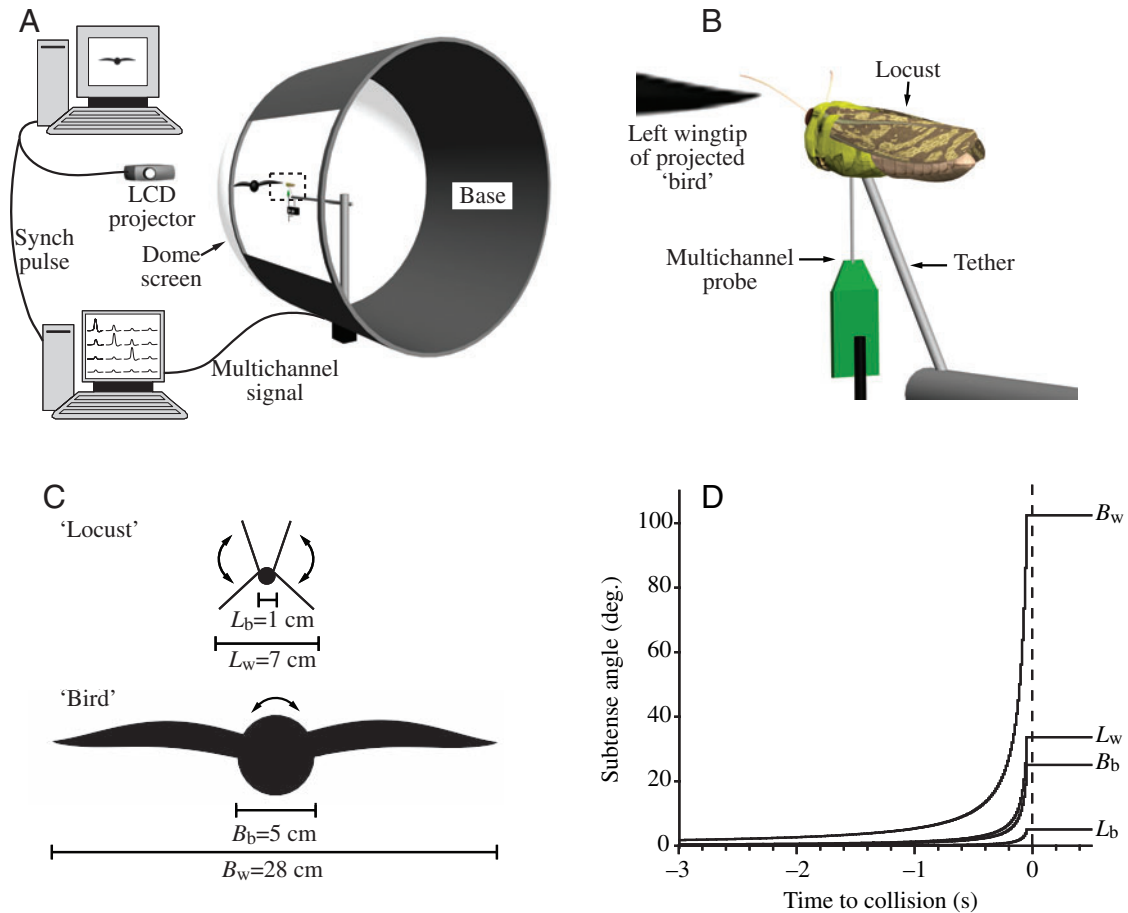 A
LCD
projector
Synch
pulse
Dome
screen
Base
Multichannel
signal
B
Locust
Left wingtip
of projected
‘bird’
Multichannel
probe
Tether
C
‘Locust’
Lb=1 cm
Lw=7 cm
‘Bird’
Bb=5 cm
Bw=28 cm
D
Subtense angle (deg.)
100
80
60
40
20
0
Bw
Lw
Bb
Lb
–3
–2
–1
0
Time to collision (s)